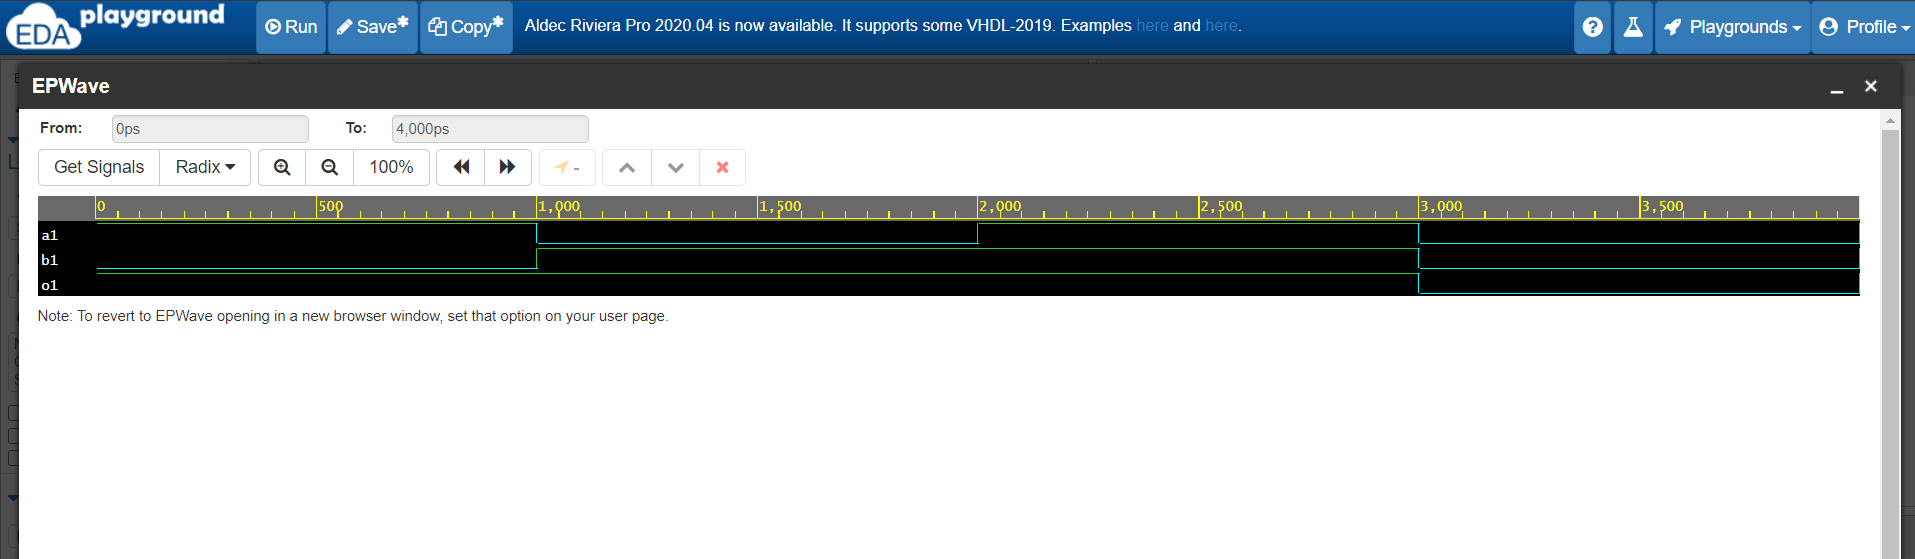 EDA playground
Run Save* Copy* Aldec Riviera Pro 2020.04 is now available. It supports some VHDL-2019. Examples here and here. ? Playgrounds Profile
EPWave
From: 0ps To: 4,000ps
Get Signals Radix 100% -
0 500 1,000 1,500 2,000 2,500 3,000 3,500
a1
b1
o1
Note: To revert to EPWave opening in a new browser window, set that option on your user page.